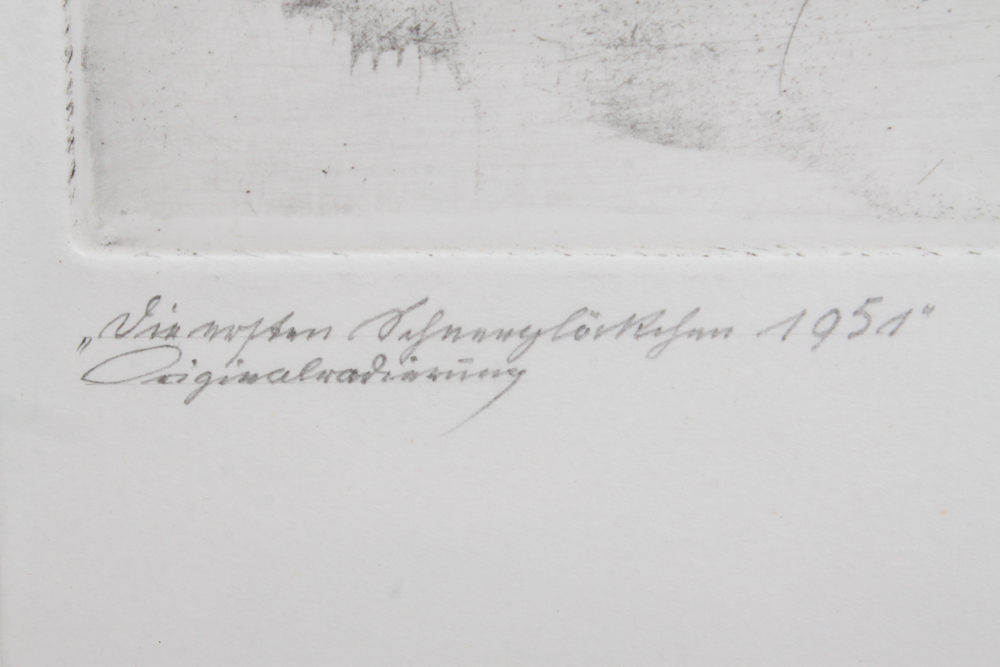 „Die ersten Schneeglöckchen 1951“
Originalradierung